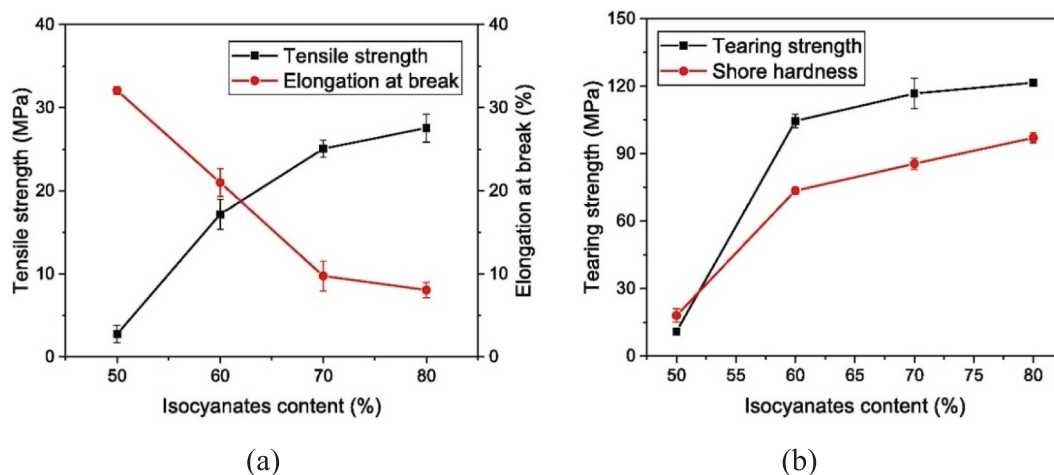 40
30
20
10
0
Tensile strength (MPa)
Tensile strength
Elongation at break
40
30
20
10
0
Elongation at break (%)
50 60 70 80
Isocyanates content (%)
(a)
150
120
90
60
30
0
Tearing strength (MPa)
Tearing strength
Shore hardness
50 55 60 65 70 75 80
Isocyanates content (%)
(b)